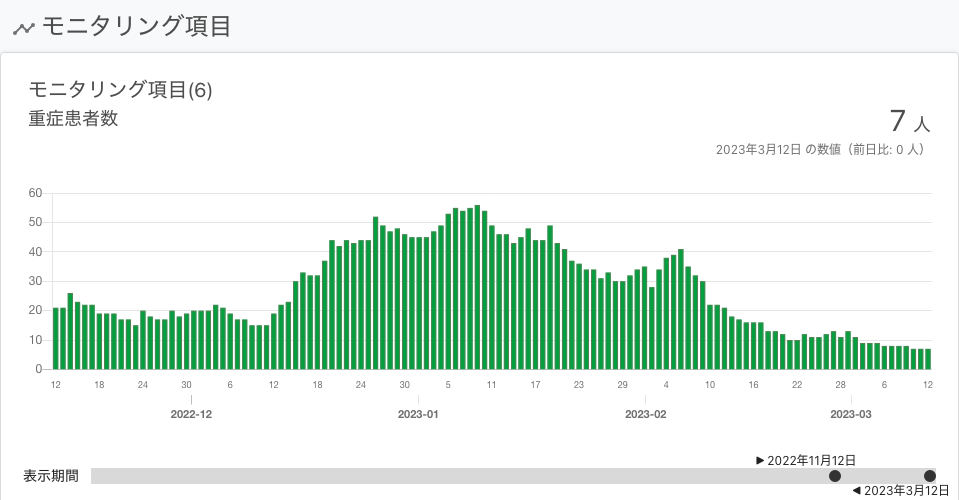 モニタリング項目
モニタリング項目(6)
重症患者数
7 人
2023年3月12日 の数値（前日比: 0 人）
60
50
40
30
20
10
0
12 18 24 30 6 12 18 24 30 5 11 17 23 29 4 10 16 22 28 6 12
2022-12 2023-01 2023-02 2023-03
2022年11月12日
表示期間
2023年3月12日